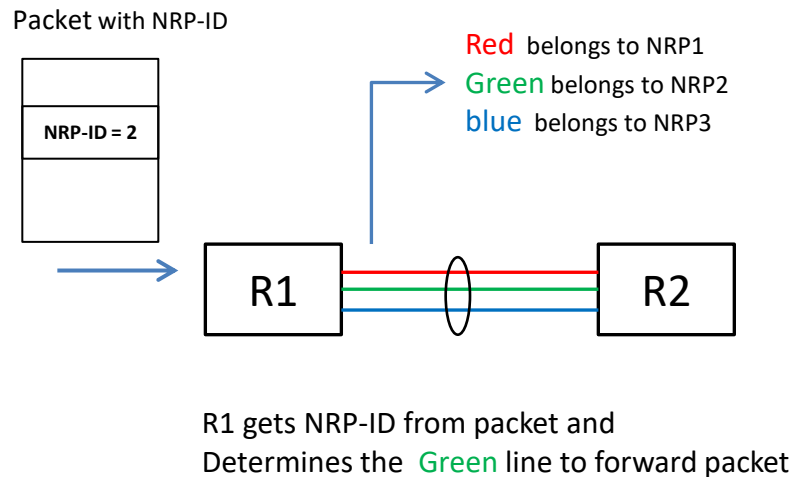 Packet with NRP-ID
NRP-ID = 2
Red belongs to NRP1
Green belongs to NRP2
blue belongs to NRP3
R1
R2
R1 gets NRP-ID from packet and
Determines the Green line to forward packet